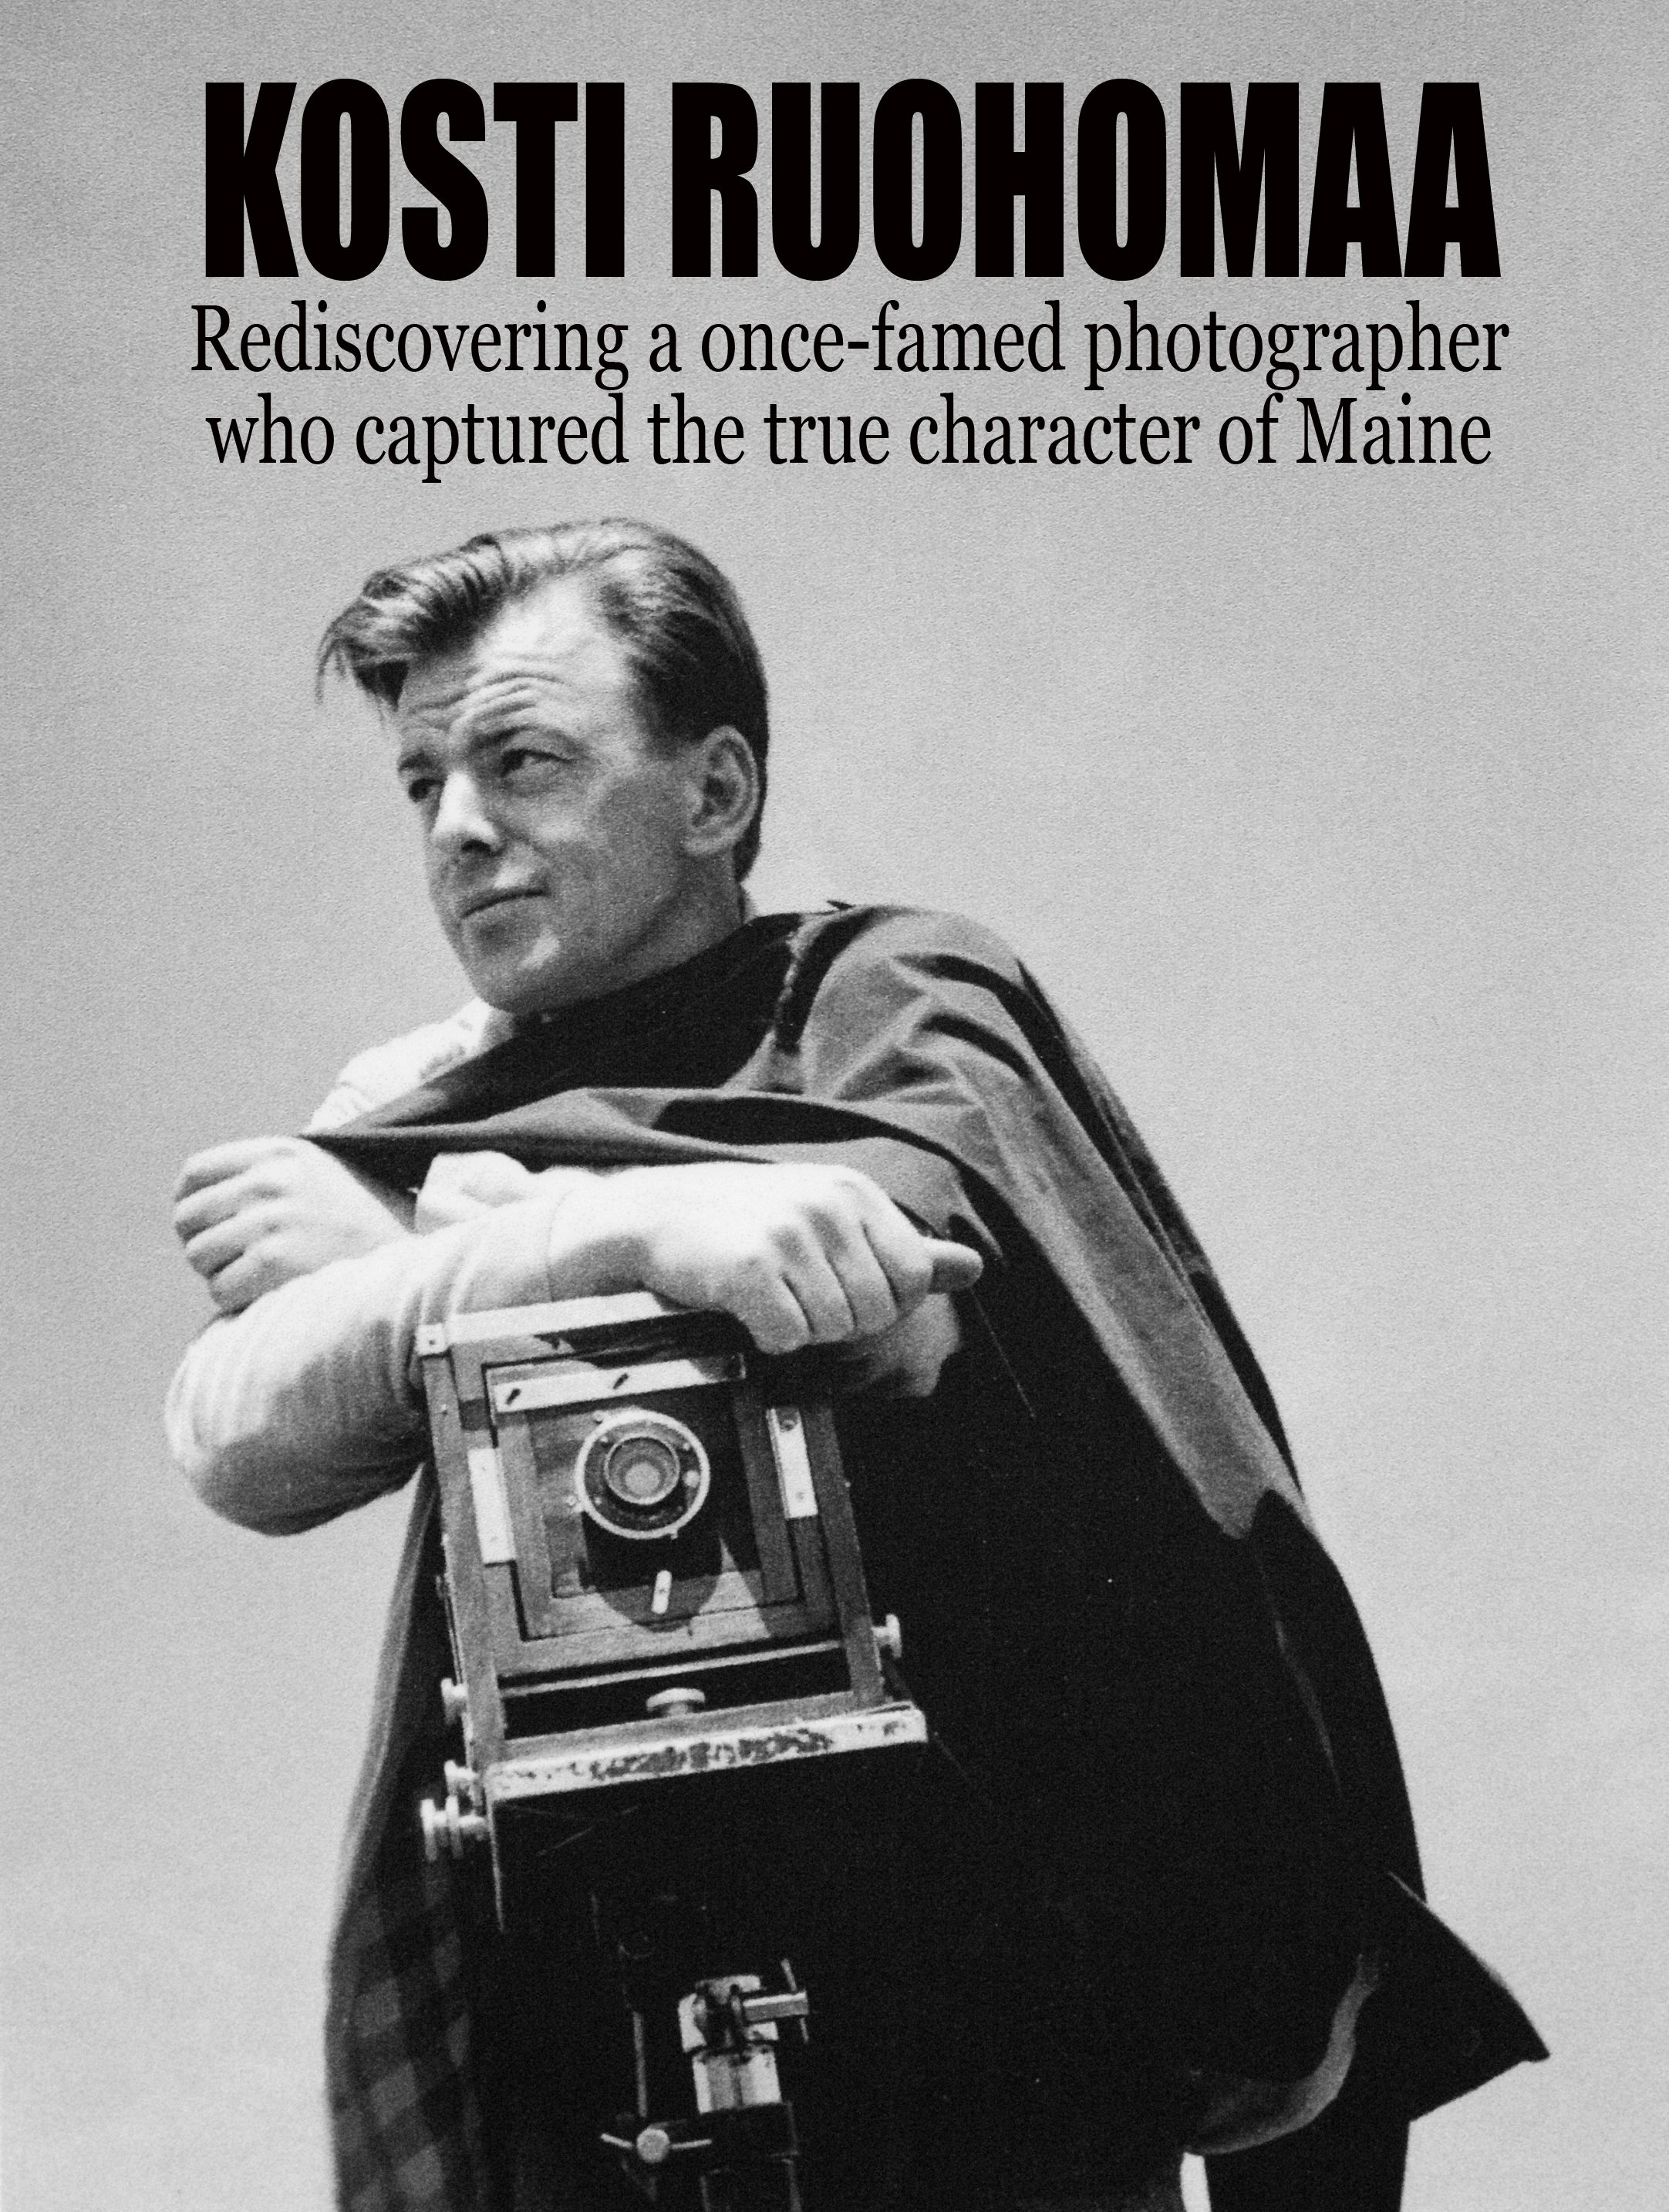 KOSTI RUOHOMAA
Rediscovering a once-famed photographer
who captured the true character of Maine